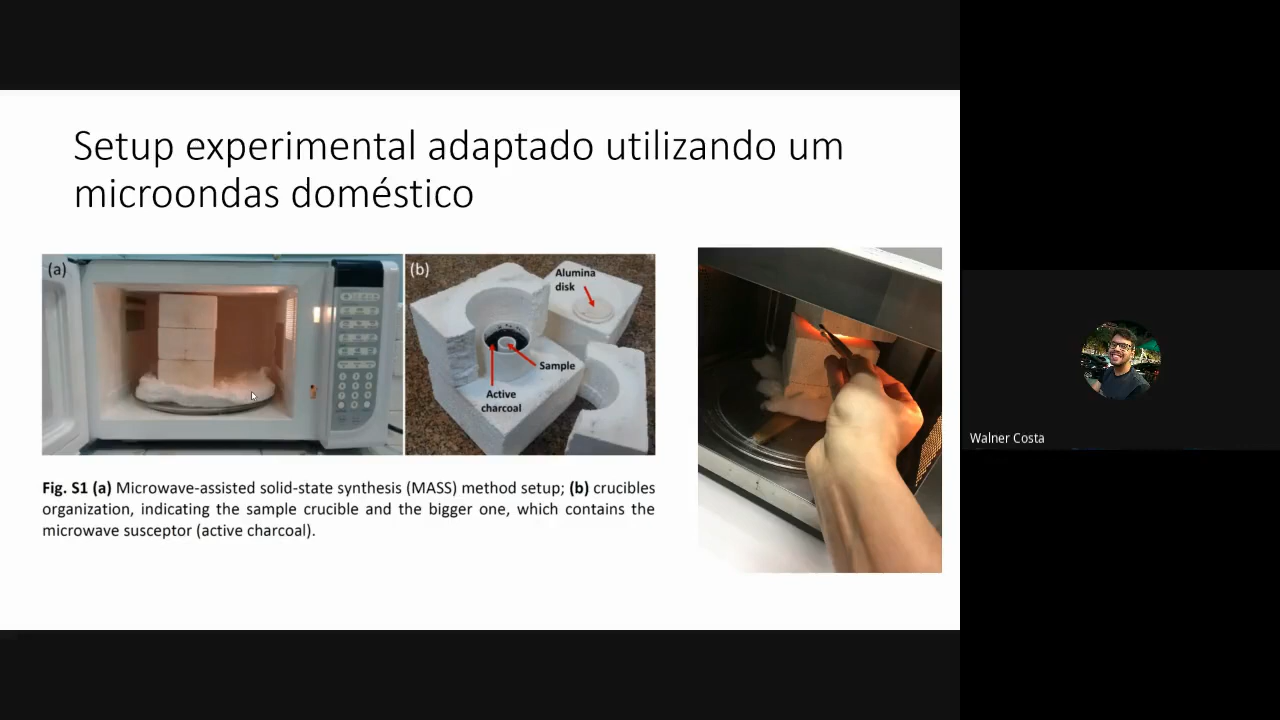 Setup experimental adaptado utilizando um
microondas doméstico
(a)
(b)
Alumina
disk
Sample
Active
charcoal
Fig. S1 (a) Microwave-assisted solid-state synthesis (MASS) method setup; (b) crucibles
organization, indicating the sample crucible and the bigger one, which contains the
microwave susceptor (active charcoal).
Walner Costa